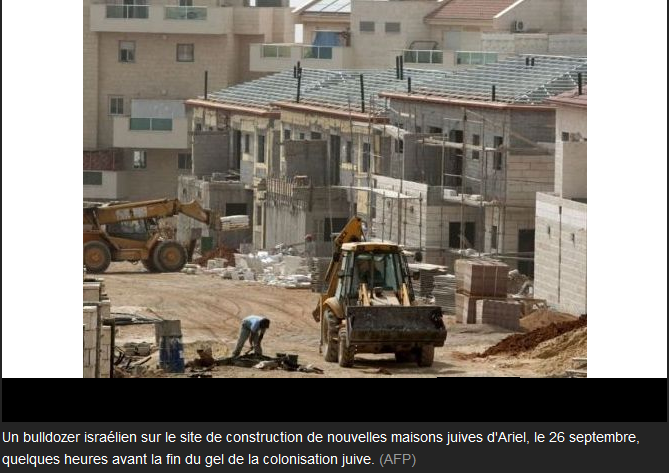 Un bulldozer israélien sur le site de construction de nouvelles maisons juives d'Ariel, le 26 septembre,
quelques heures avant la fin du gel de la colonisation juive. (AFP)